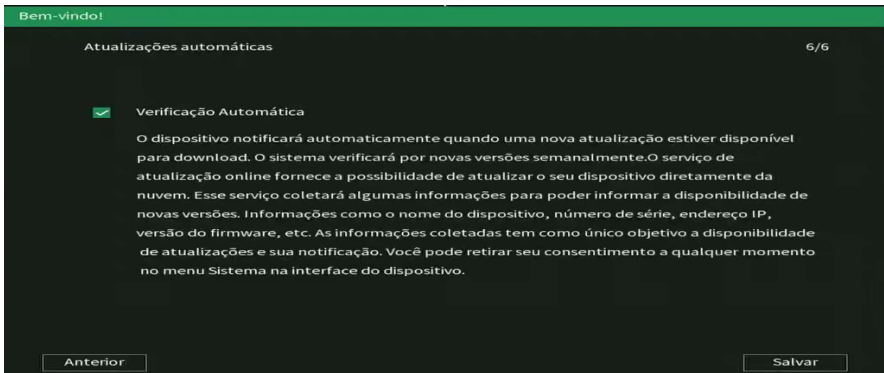 Bem-vindo!
Atualizações automáticas 6/6
Verificação Automática
O dispositivo notificará automaticamente quando uma nova atualização estiver disponível
para download. O sistema verificará por novas versões semanalmente.O serviço de
atualização online fornece a possibilidade de atualizar o seu dispositivo diretamente da
nuvem. Esse serviço coletará algumas informações para poder informar a disponibilidade de
novas versões. Informações como o nome do dispositivo, número de série, endereço IP,
versão do firmware, etc. As informações coletadas tem como único objetivo a disponibilidade
de atualizações e sua notificação. Você pode retirar seu consentimento a qualquer momento
no menu Sistema na interface do dispositivo.
Anterior Salvar